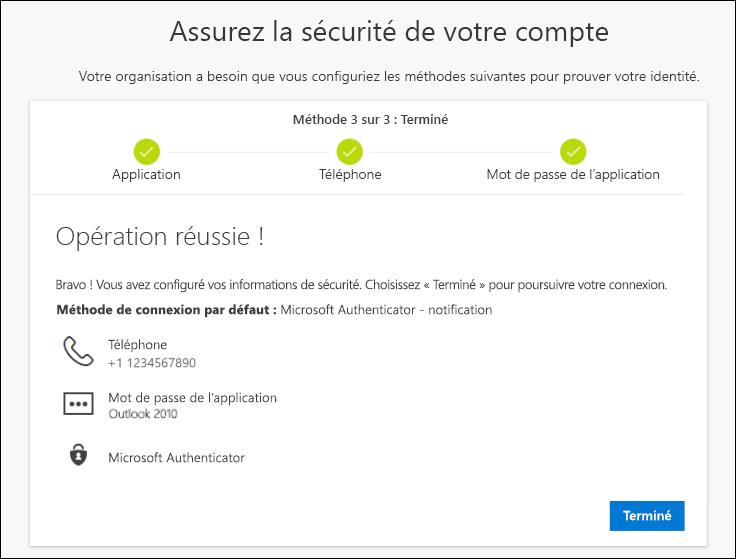 Assurez la sécurité de votre compte
Votre organisation a besoin que vous configuriez les méthodes suivantes pour prouver votre identité.
Méthode 3 sur 3 : Terminé
Application
Téléphone
Mot de passe de l’application
Opération réussie !
Bravo ! Vous avez configuré vos informations de sécurité. Choisissez « Terminé » pour poursuivre votre connexion.
Méthode de connexion par défaut : Microsoft Authenticator - notification
Téléphone
+1 1234567890
Mot de passe de l’application
Outlook 2010
Microsoft Authenticator
Terminé